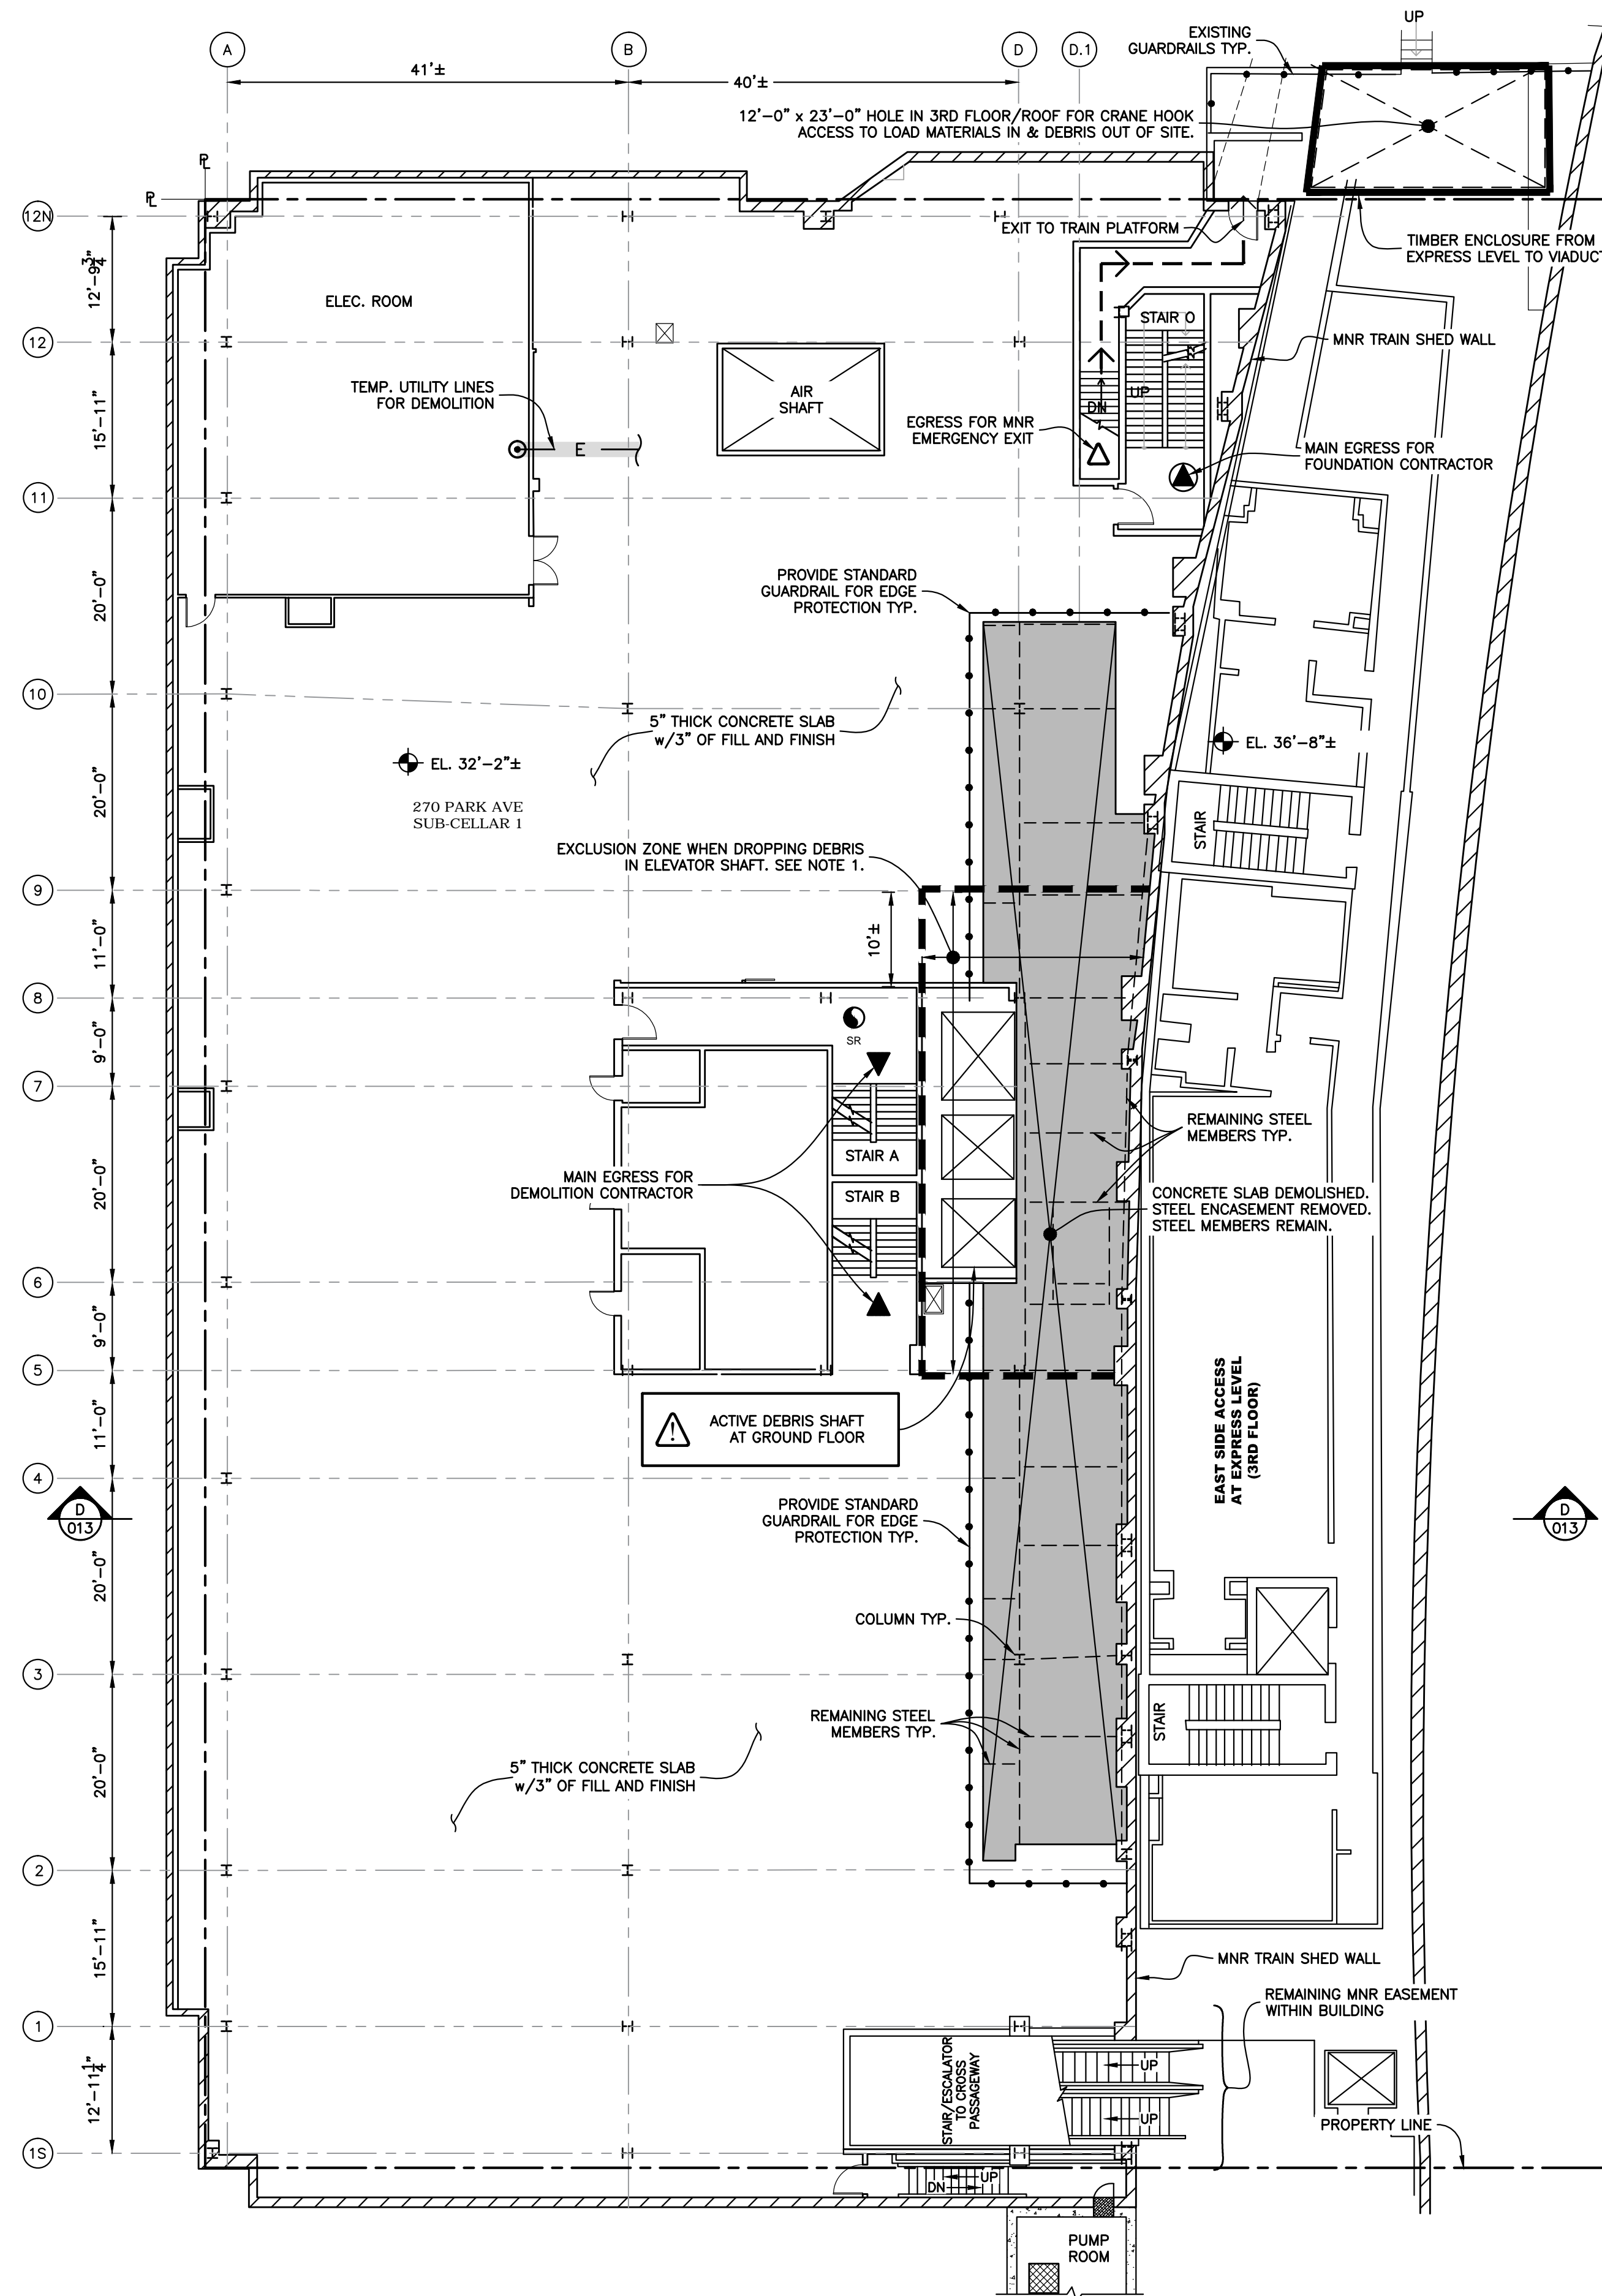 UP
EXISTING
GUARDRAILS TYP.
A
B
D
D.1
41'±
40'±
12'-0" x 23'-0" HOLE IN 3RD FLOOR/ROOF FOR CRANE HOOK
ACCESS TO LOAD MATERIALS IN & DEBRIS OUT OF SITE.
PL
PL
12N
EXIT TO TRAIN PLATFORM
TIMBER ENCLOSURE FROM
EXPRESS LEVEL TO VIADUCT
12'-9 3/4"
ELEC. ROOM
STAIR O
12
MNR TRAIN SHED WALL
TEMP. UTILITY LINES
FOR DEMOLITION
AIR
SHAFT
UP
DN
15'-11"
EGRESS FOR MNR
EMERGENCY EXIT
E
MAIN EGRESS FOR
FOUNDATION CONTRACTOR
11
PROVIDE STANDARD
GUARDRAIL FOR EDGE
PROTECTION TYP.
20'-0"
10
5" THICK CONCRETE SLAB
w/3" OF FILL AND FINISH
EL. 36'-8"±
EL. 32'-2"±
20'-0"
270 PARK AVE
SUB-CELLAR 1
STAIR
EXCLUSION ZONE WHEN DROPPING DEBRIS
IN ELEVATOR SHAFT. SEE NOTE 1.
9
11'-0"
10'±
8
SR
9'-0"
7
REMAINING STEEL
MEMBERS TYP.
STAIR A
20'-0"
MAIN EGRESS FOR
DEMOLITION CONTRACTOR
STAIR B
CONCRETE SLAB DEMOLISHED.
STEEL ENCASEMENT REMOVED.
STEEL MEMBERS REMAIN.
6
9'-0"
5
11'-0"
ACTIVE DEBRIS SHAFT
AT GROUND FLOOR
EAST SIDE ACCESS
AT EXPRESS LEVEL
(3RD FLOOR)
4
D
013
D
013
PROVIDE STANDARD
GUARDRAIL FOR EDGE
PROTECTION TYP.
20'-0"
COLUMN TYP.
3
REMAINING STEEL
MEMBERS TYP.
STAIR
20'-0"
5" THICK CONCRETE SLAB
w/3" OF FILL AND FINISH
2
15'-11"
MNR TRAIN SHED WALL
REMAINING MNR EASEMENT
WITHIN BUILDING
1
12'-11 1/4"
STAIR/ESCALATOR
TO CROSS
PASSAGEWAY
UP
UP
PROPERTY LINE
1S
UP
DN
PUMP
ROOM